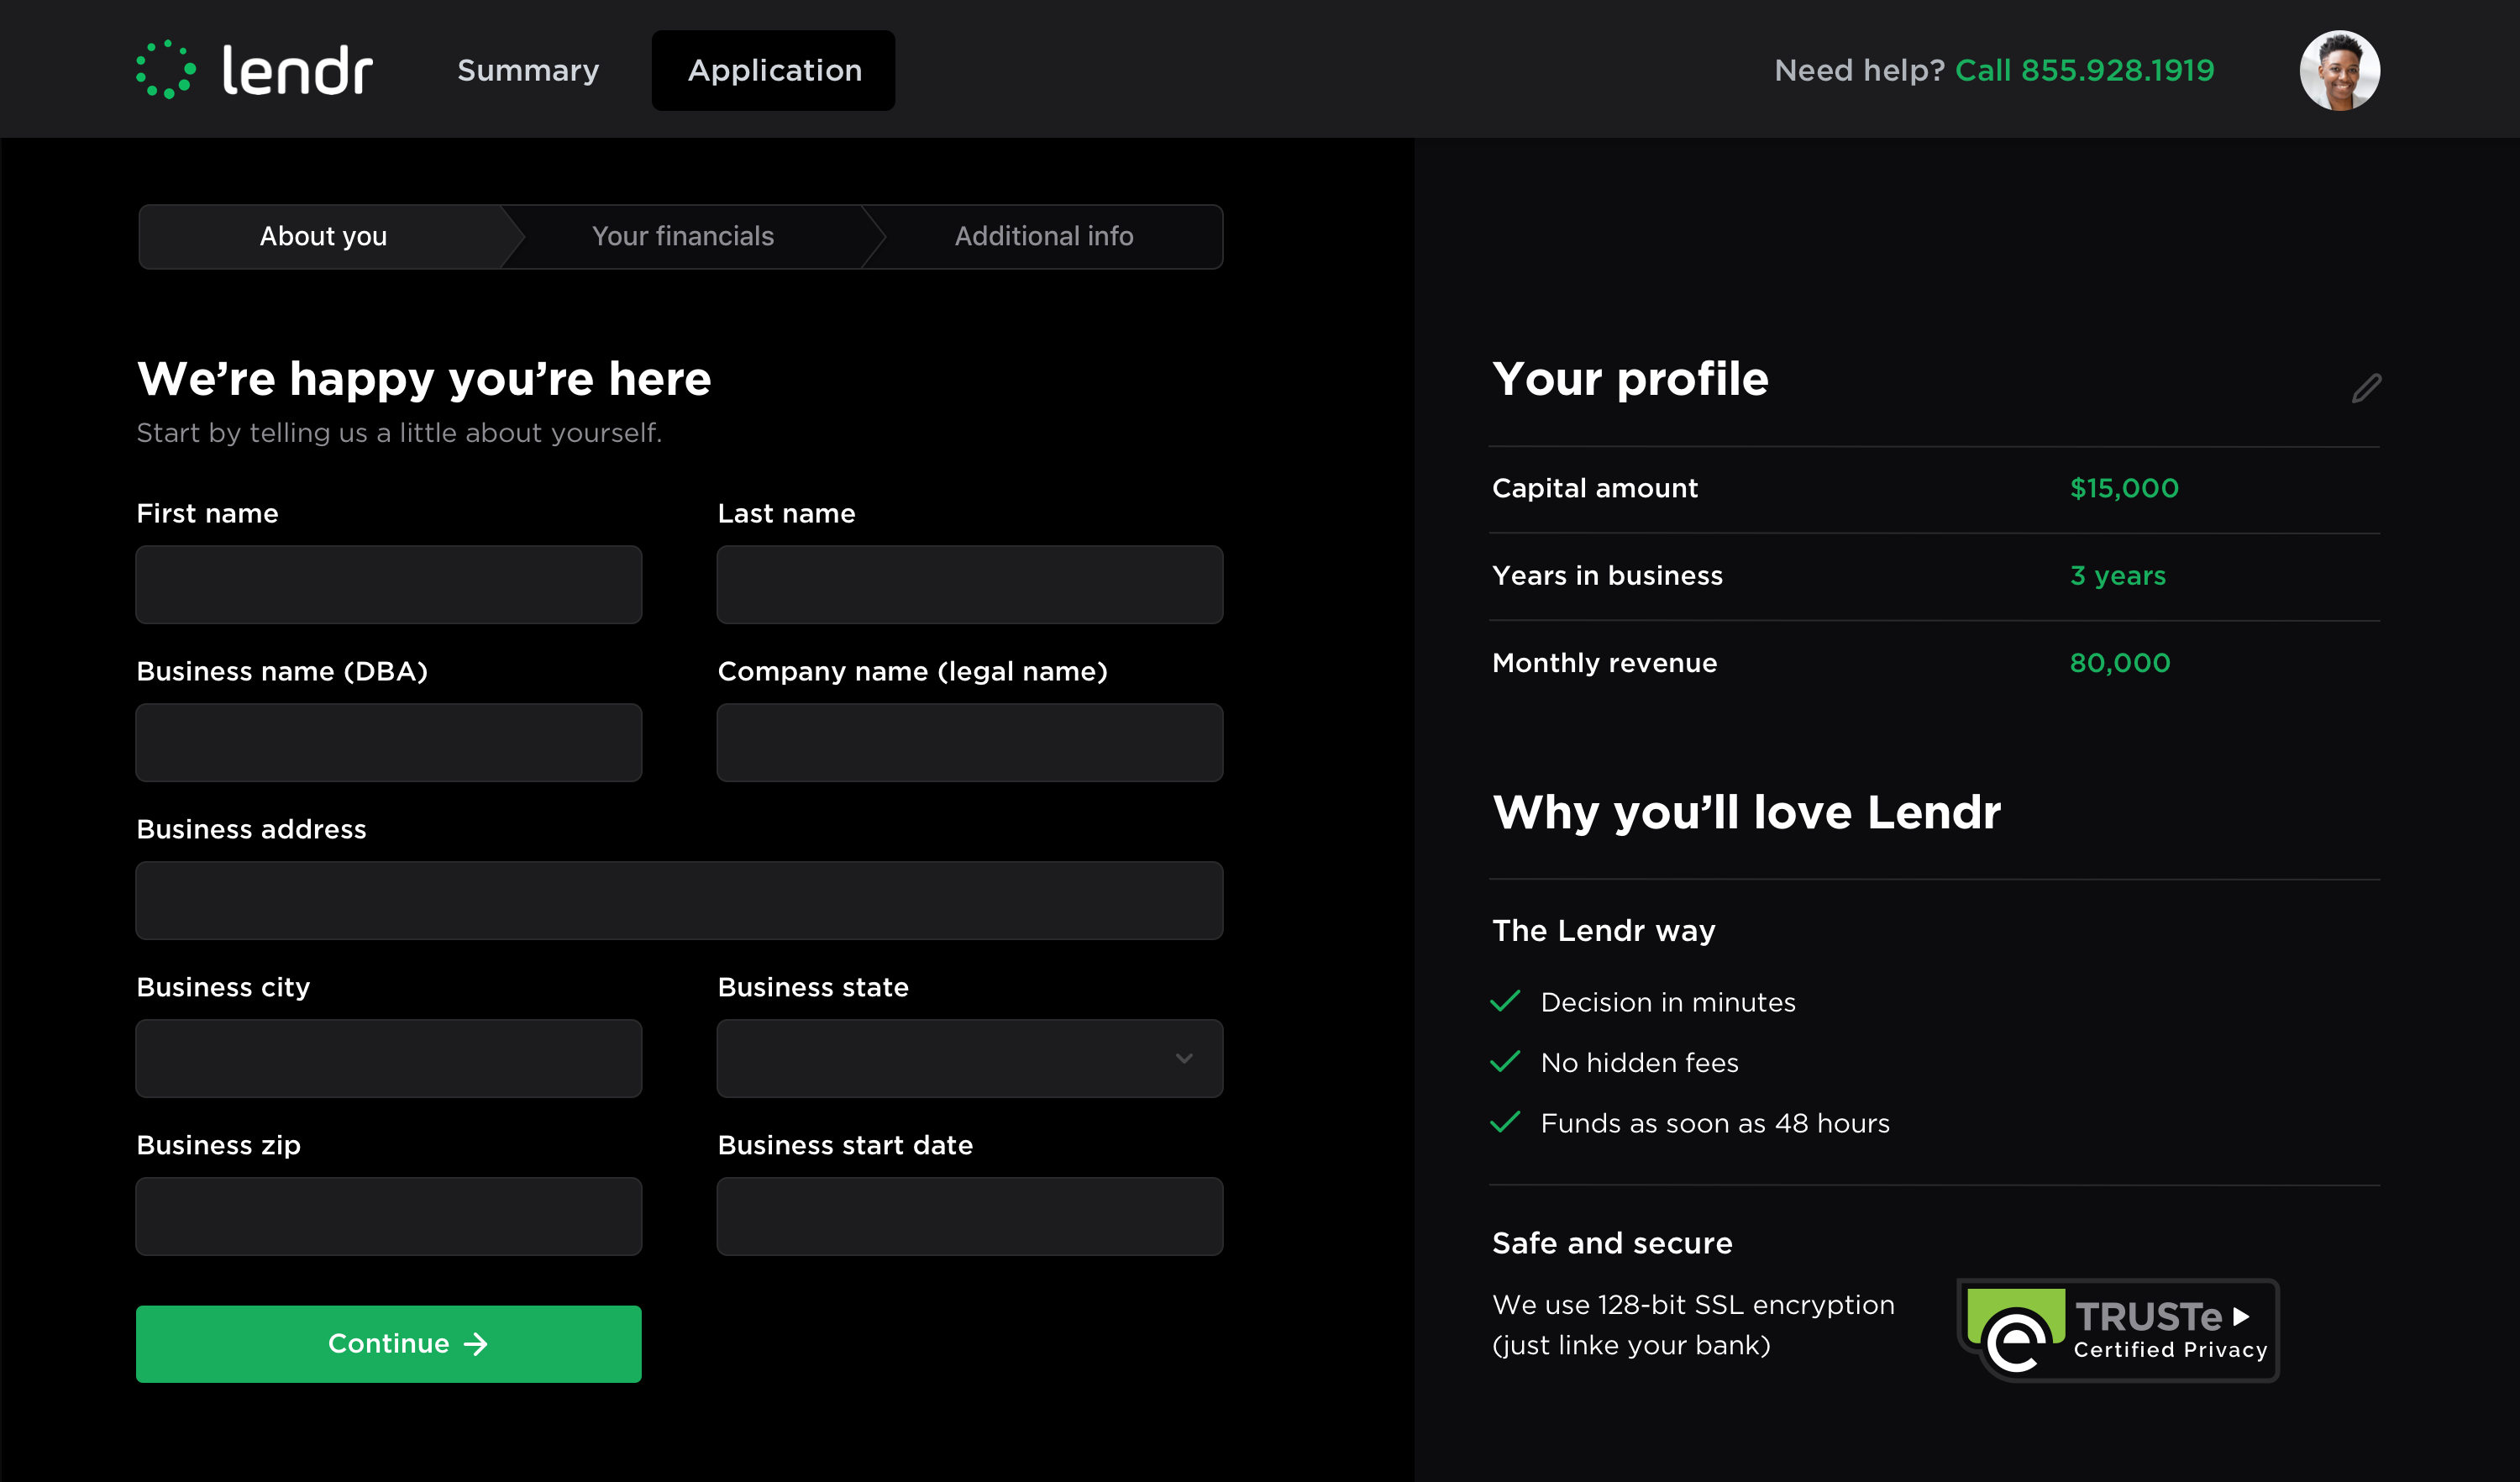 lendr
Summary
Application
Need help? Call 855.928.1919
About you
Your financials
Additional info
We’re happy you’re here
Start by telling us a little about yourself.
First name
Last name
Business name (DBA)
Company name (legal name)
Business address
Business city
Business state
Business zip
Business start date
Continue →
Your profile
Capital amount
$15,000
Years in business
3 years
Monthly revenue
80,000
Why you’ll love Lendr
The Lendr way
Decision in minutes
No hidden fees
Funds as soon as 48 hours
Safe and secure
We use 128-bit SSL encryption
(just linke your bank)
e
TRUSTe
Certified Privacy